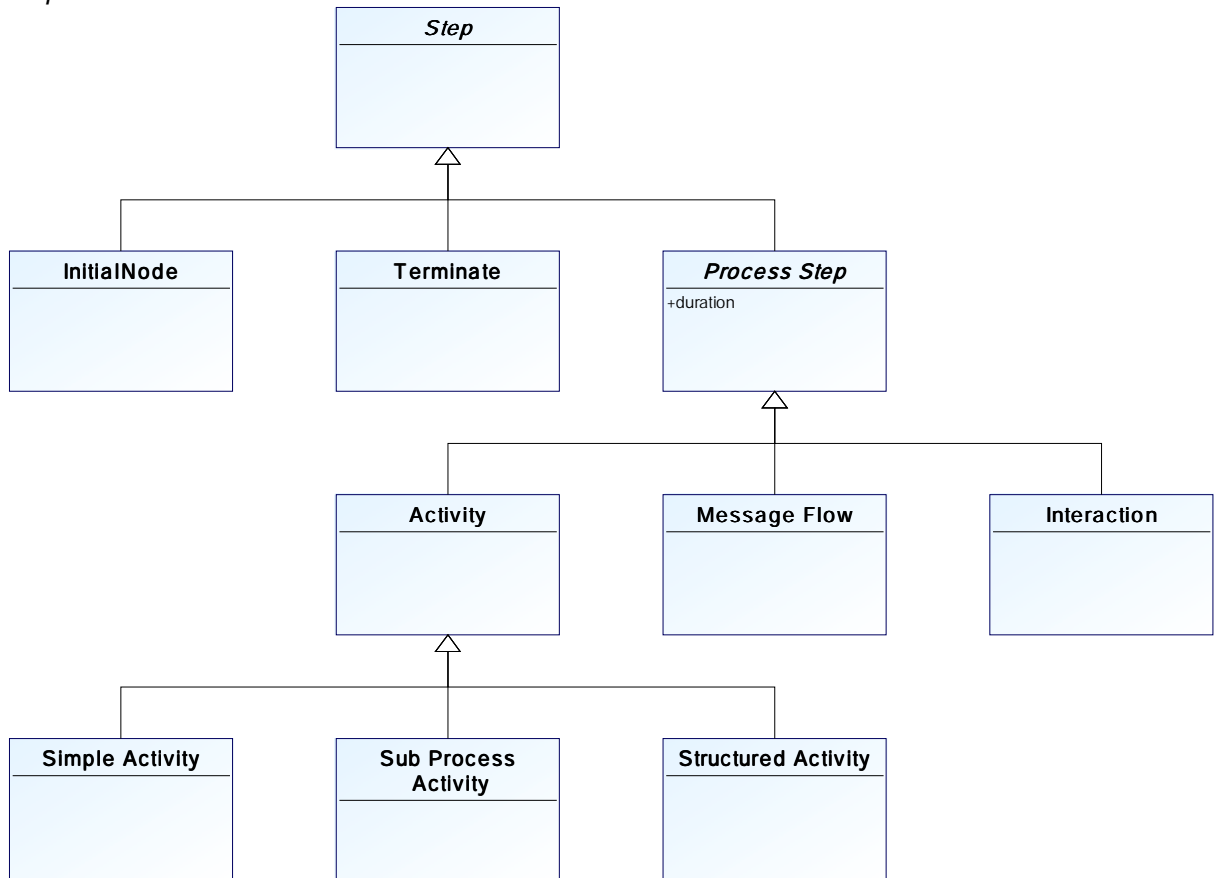 Step
InitialNode
Terminate
Process Step
+duration
Activity
Message Flow
Interaction
Simple Activity
Sub Process
Activity
Structured Activity